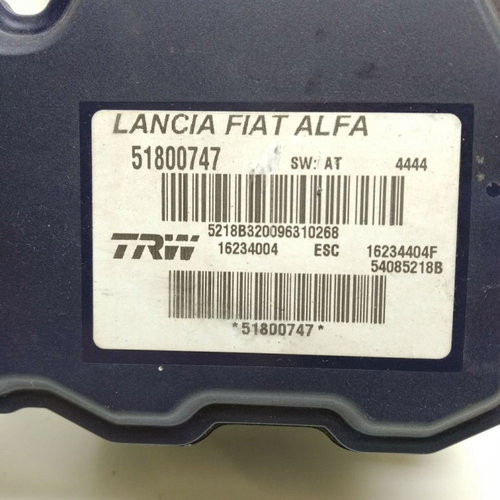 LANCIA FIAT ALFA
51800747 SW: AT 4444
5218B320096310268
TRW 16234004 ESC 16234404F
54085218B
*51800747*